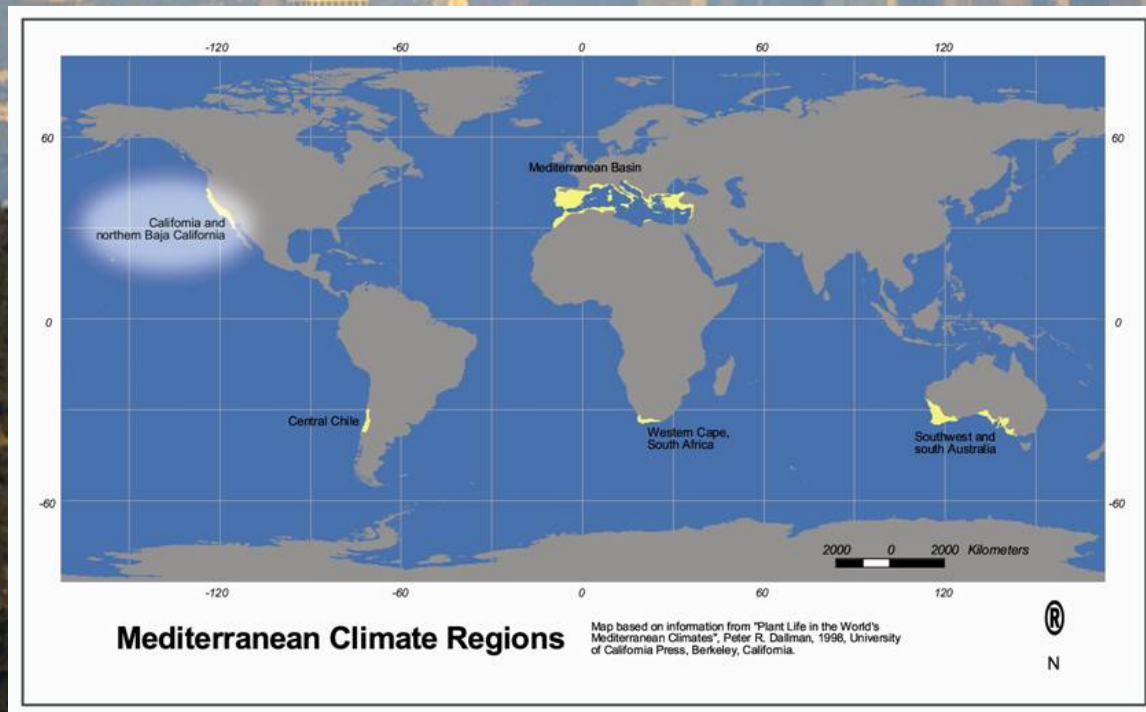 -120 -60 0 60 120
60 60
Mediterranean Basin
California and
northern Baja California
0 0
Central Chile
Western Cape,
South Africa
Southwest and
south Australia
-60 -60
2000 0 2000 Kilometers
-120 -60 0 60 120
Mediterranean Climate Regions
Map based on information from "Plant Life in the World's
Mediterranean Climates", Peter R. Dallman, 1998, University
of California Press, Berkeley, California.
®
N